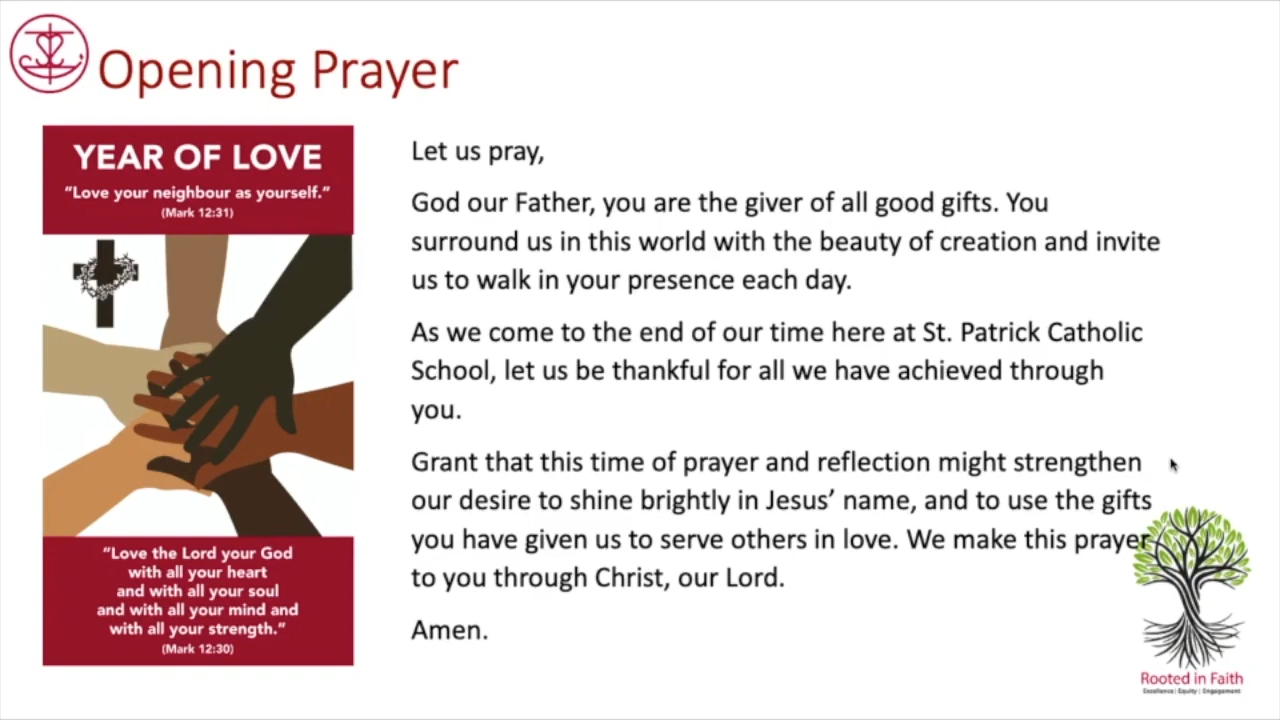 Opening Prayer
YEAR OF LOVE
“Love your neighbour as yourself.”
(Mark 12:31)
“Love the Lord your God
with all your heart
and with all your soul
and with all your mind and
with all your strength.”
(Mark 12:30)
Let us pray,
God our Father, you are the giver of all good gifts. You
surround us in this world with the beauty of creation and invite
us to walk in your presence each day.
As we come to the end of our time here at St. Patrick Catholic
School, let us be thankful for all we have achieved through
you.
Grant that this time of prayer and reflection might strengthen
our desire to shine brightly in Jesus’ name, and to use the gifts
you have given us to serve others in love. We make this prayer
to you through Christ, our Lord.
Amen.
Rooted in Faith
Excellence | Equity | Engagement